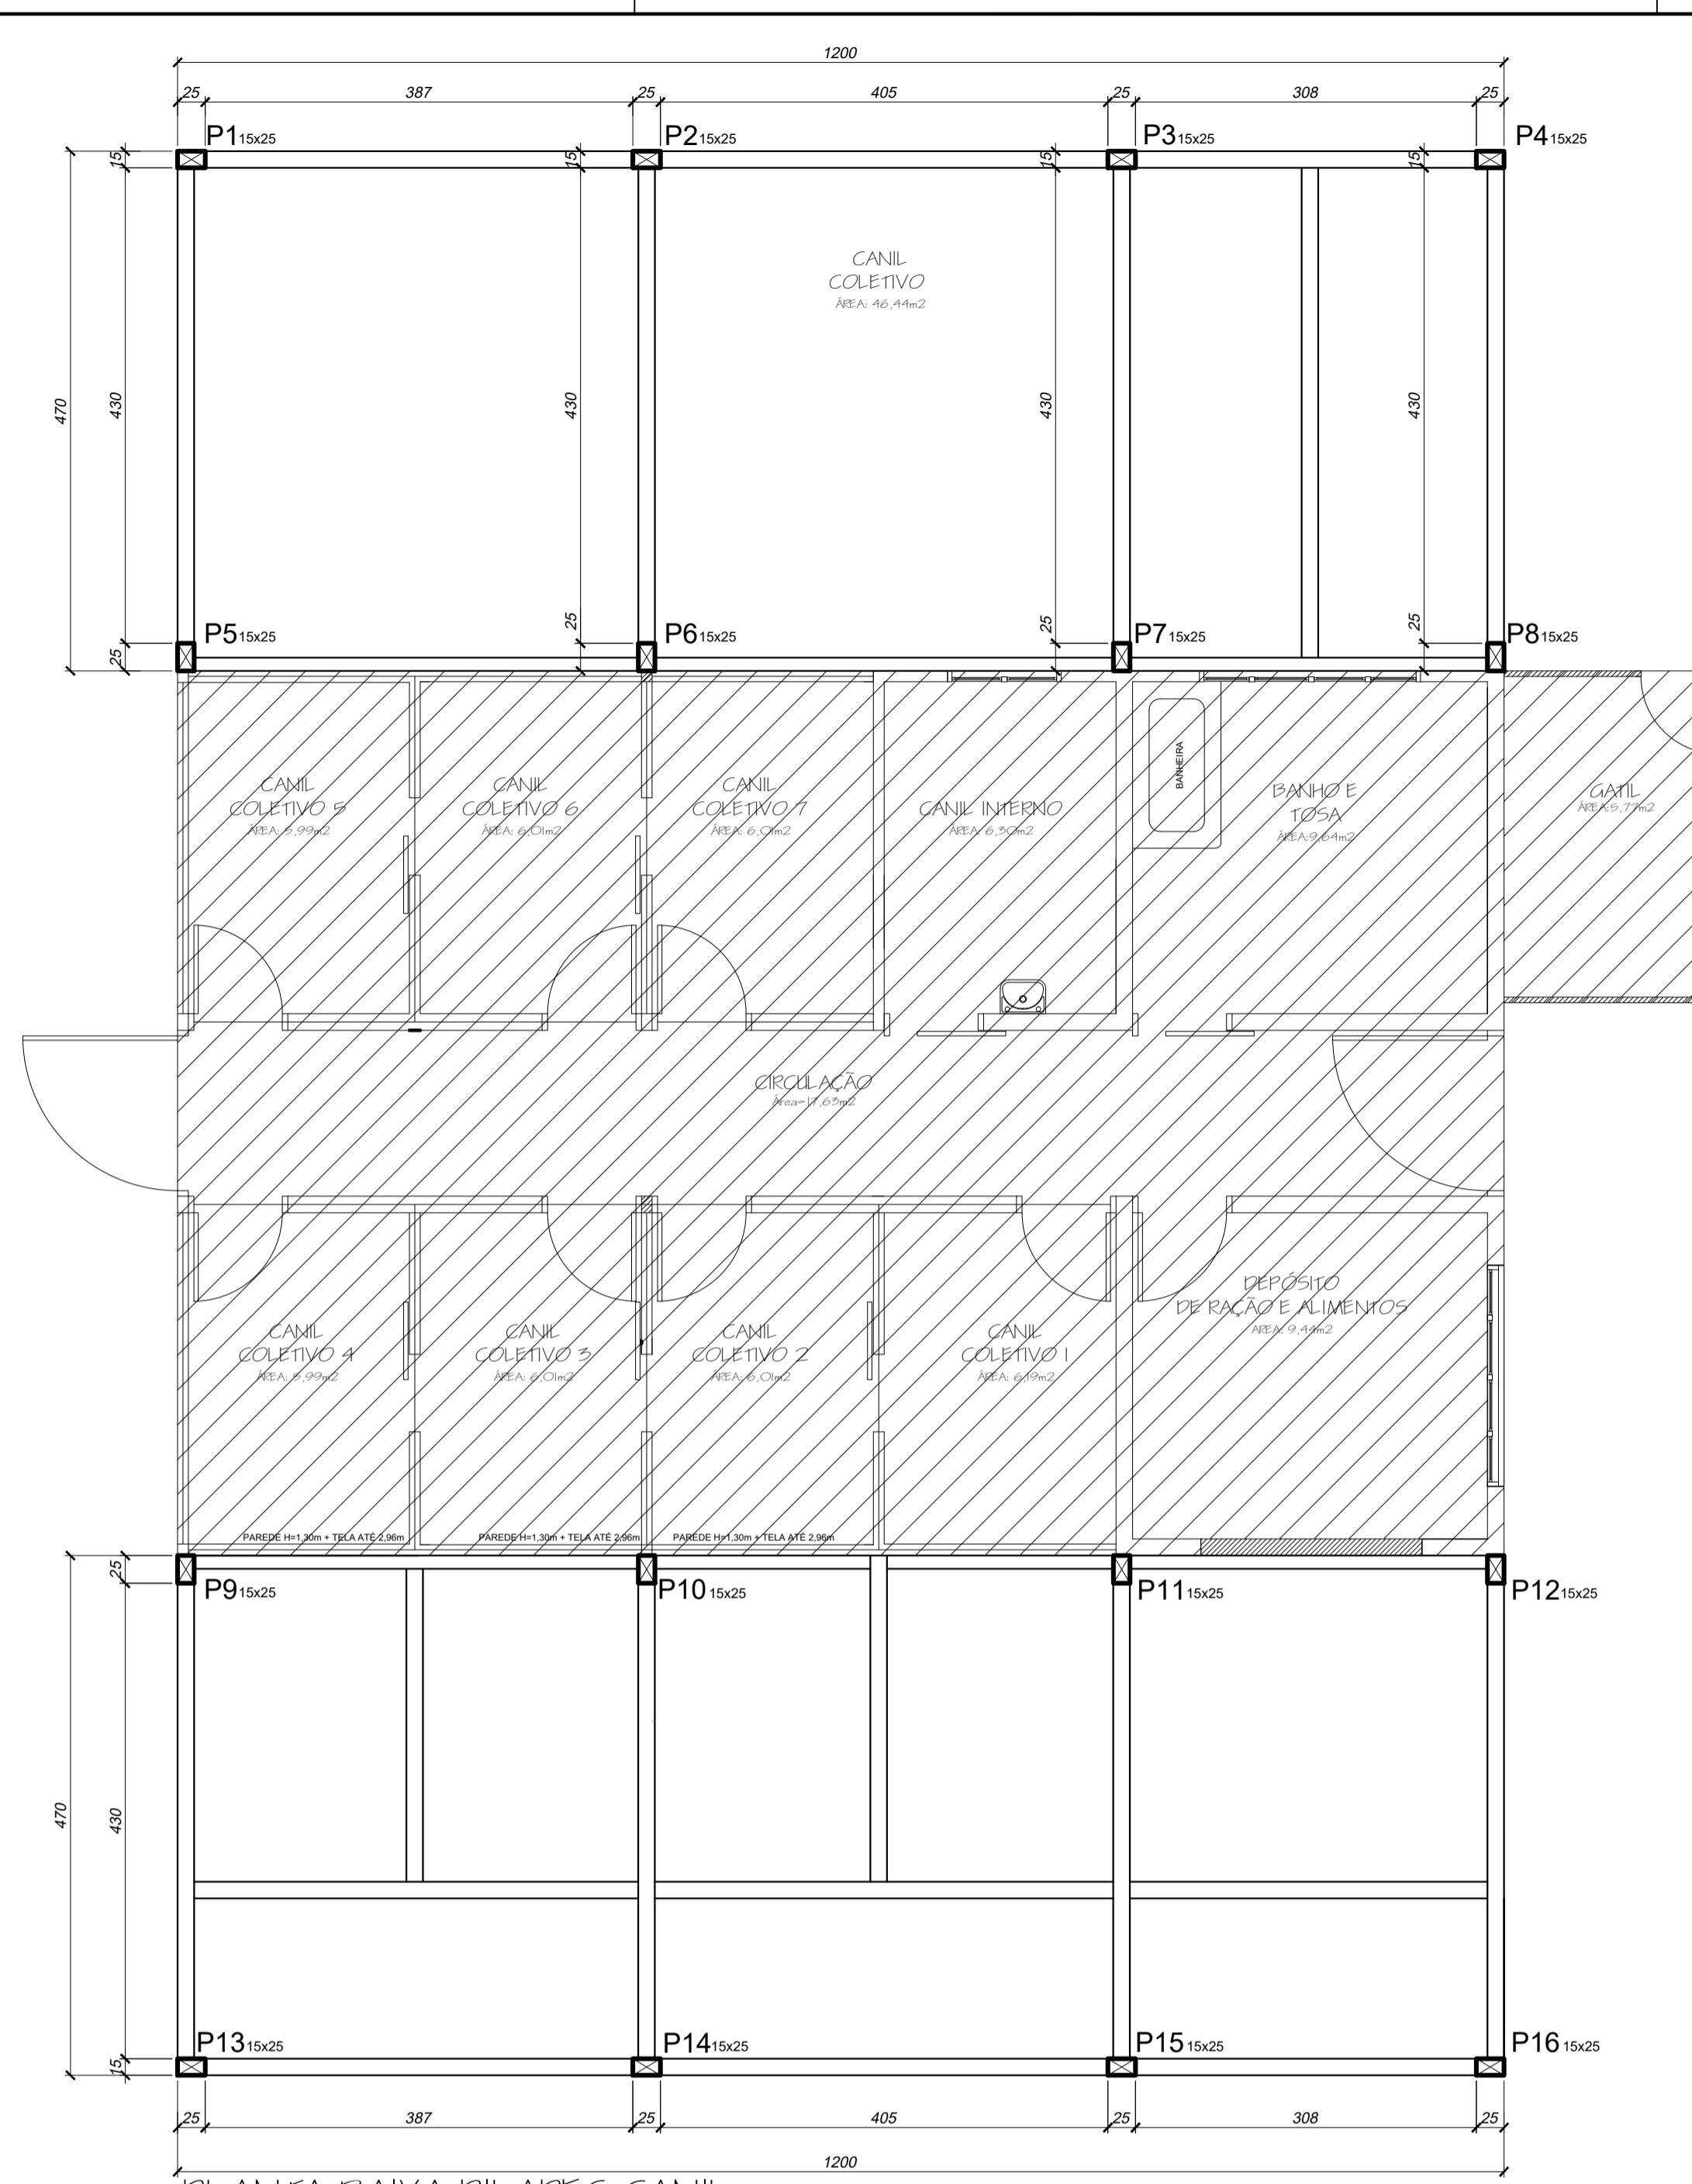 1200
25 387 25 405 25 308 25
P1 15x25 P2 15x25 P3 15x25 P4 15x25
15 15 15 15
CANIL
COLETIVO
ÁREA: 46,44m2
470 430 430 430 430
25 25 25 25
P5 15x25 P6 15x25 P7 15x25 P8 15x25
BANHEIRA
CANIL
COLETIVO 5
ÁREA: 5,99m2
CANIL
COLETIVO 6
ÁREA: 6,01m2
CANIL
COLETIVO 7
ÁREA: 6,01m2
CANIL INTERNO
ÁREA: 6,30m2
BANHO E
TOSA
ÁREA:9,64m2
GATIL
ÁREA:5,77m2
CIRCULAÇÃO
Área=17,63m2
CANIL
COLETIVO 4
ÁREA: 5,99m2
CANIL
COLETIVO 3
ÁREA: 6,01m2
CANIL
COLETIVO 2
ÁREA: 6,01m2
CANIL
COLETIVO 1
ÁREA: 6,19m2
DEPÓSITO
DE RAÇÃO E ALIMENTOS
ÁREA: 9,44m2
PAREDE H=1,30m + TELA ATÉ 2,96m PAREDE H=1,30m + TELA ATÉ 2,96m PAREDE H=1,30m + TELA ATÉ 2,96m
25
P9 15x25 P10 15x25 P11 15x25 P12 15x25
470 430
P13 15x25 P14 15x25 P15 15x25 P16 15x25
15
25 387 25 405 25 308 25
1200